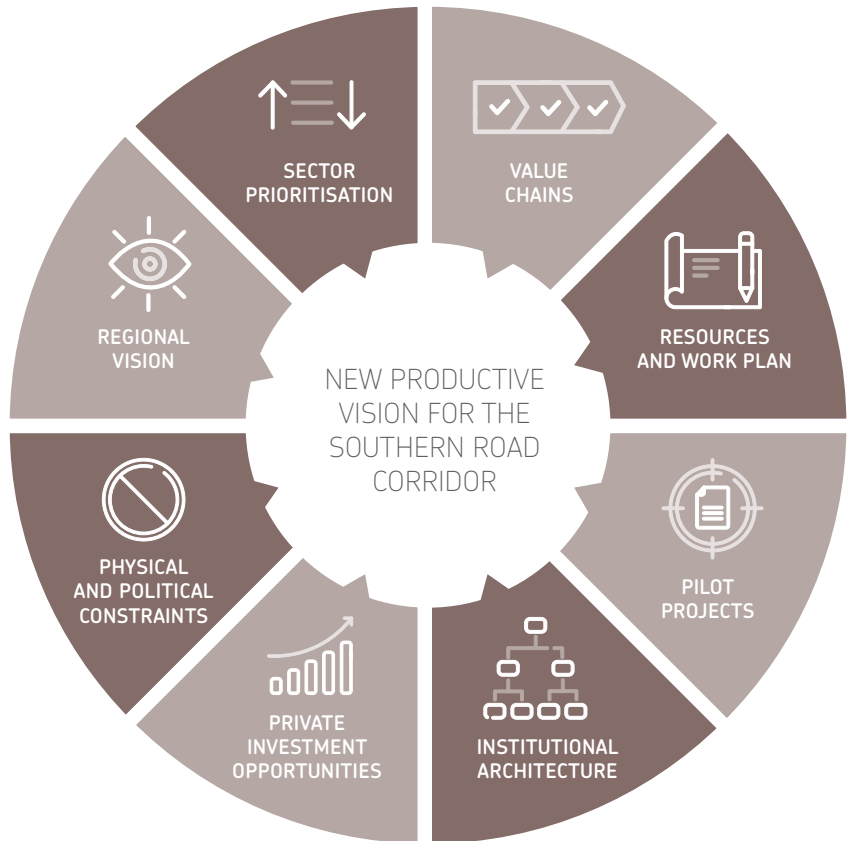 SECTOR
PRIORITISATION
VALUE
CHAINS
RESOURCES
AND WORK PLAN
PILOT
PROJECTS
INSTITUTIONAL
ARCHITECTURE
PRIVATE
INVESTMENT
OPPORTUNITIES
PHYSICAL
AND POLITICAL
CONSTRAINTS
REGIONAL
VISION
NEW PRODUCTIVE
VISION FOR THE
SOUTHERN ROAD
CORRIDOR